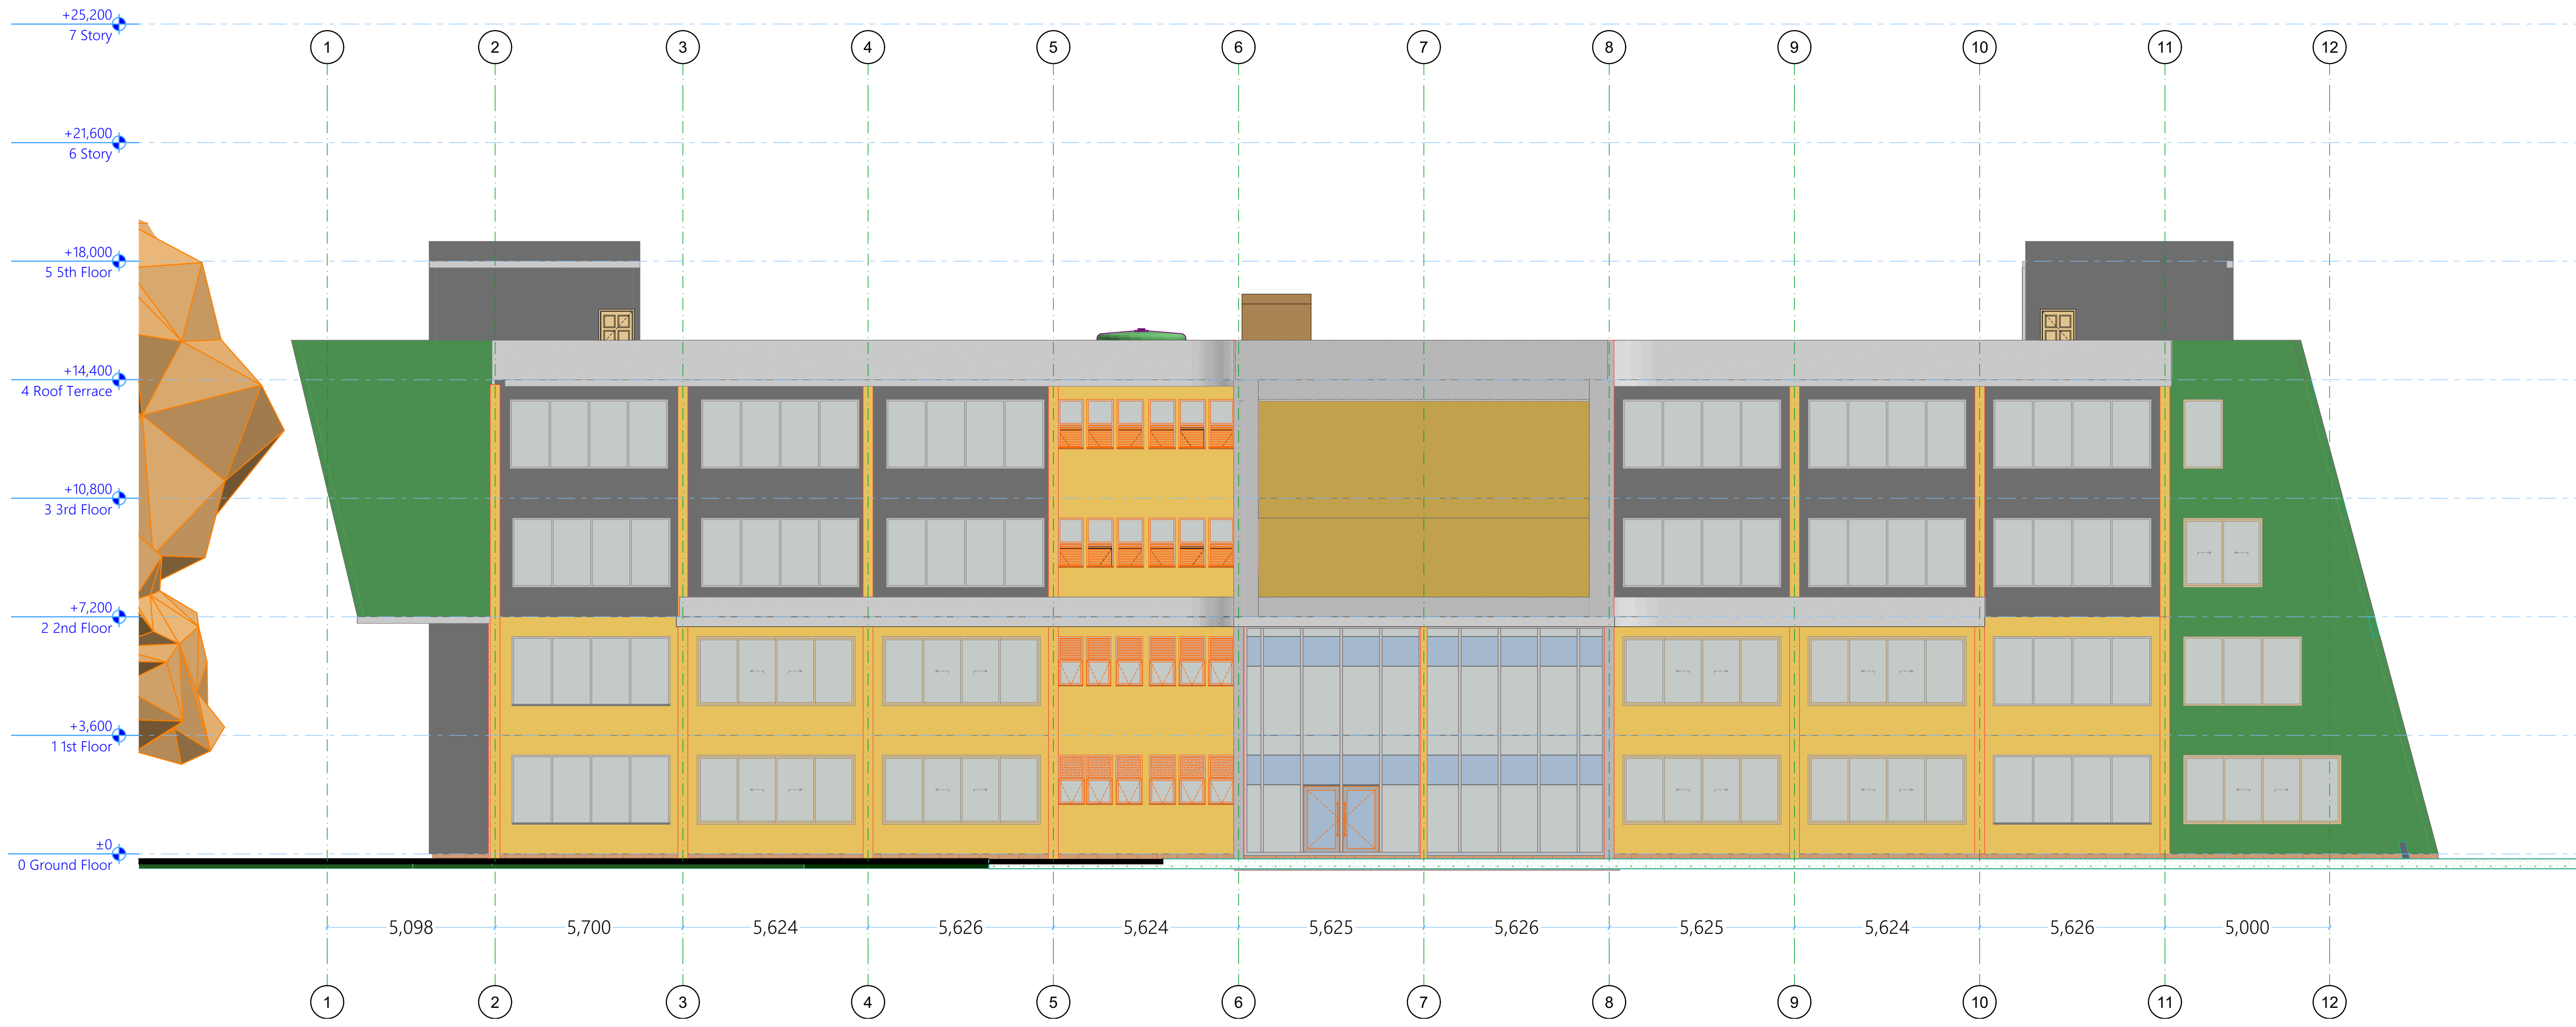 +25,200
7 Story
1 2 3 4 5 6 7 8 9 10 11 12
+21,600
6 Story
+18,000
5 5th Floor
+14,400
4 Roof Terrace
+10,800
3 3rd Floor
+7,200
2 2nd Floor
+3,600
1 1st Floor
±0
0 Ground Floor
5,098 5,700 5,624 5,626 5,624 5,625 5,626 5,625 5,624 5,626 5,000
1 2 3 4 5 6 7 8 9 10 11 12